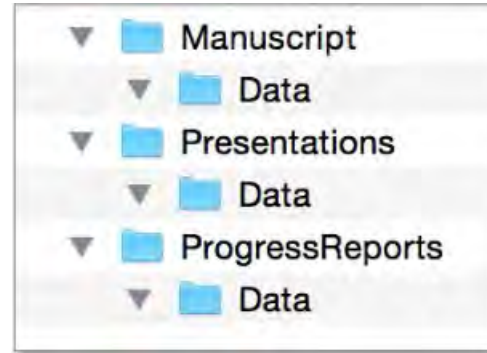 Manuscript
Data
Presentations
Data
ProgressReports
Data